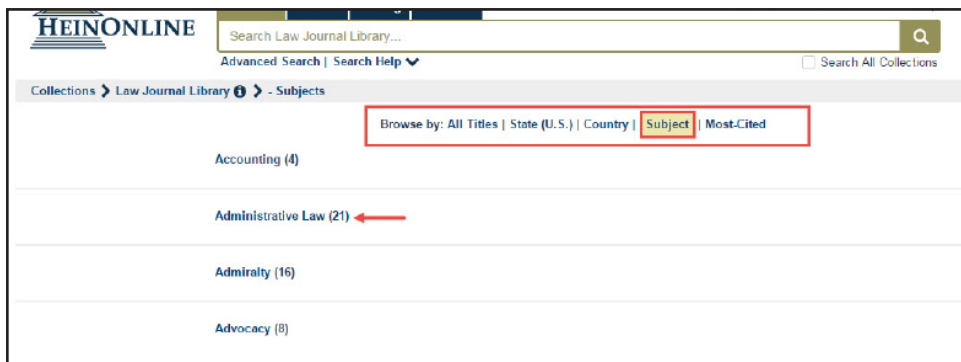 HEINONLINE
Search Law Journal Library...
Advanced Search | Search Help
Search All Collections
Collections > Law Journal Library > - Subjects
Browse by: All Titles | State (U.S.) | Country | Subject | Most-Cited
Accounting (4)
Administrative Law (21)
Admiralty (16)
Advocacy (8)